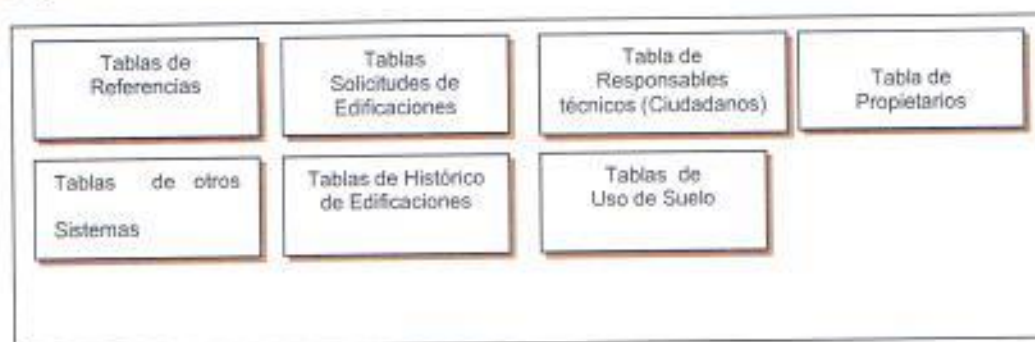 Tablas de
Referencias
Tablas
Solicitudes de
Edificaciones
Tabla de
Responsables
técnicos (Ciudadanos)
Tabla de
Propietarios
Tablas de otros
Sistemas
Tablas de Histórico
de Edificaciones
Tablas de
Uso de Suelo